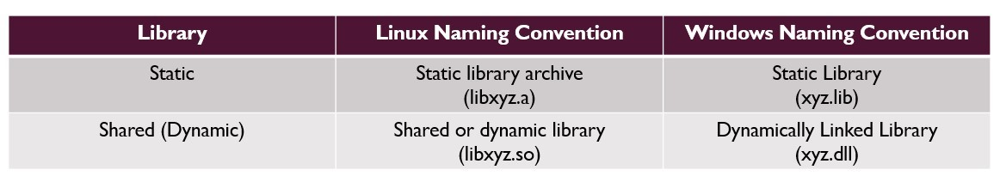 Library Linux Naming Convention Windows Naming Convention
Static Static library archive Static Library
(libxyz.a) (xyz.lib)
Shared (Dynamic) Shared or dynamic library Dynamically Linked Library
(libxyz.so) (xyz.dll)